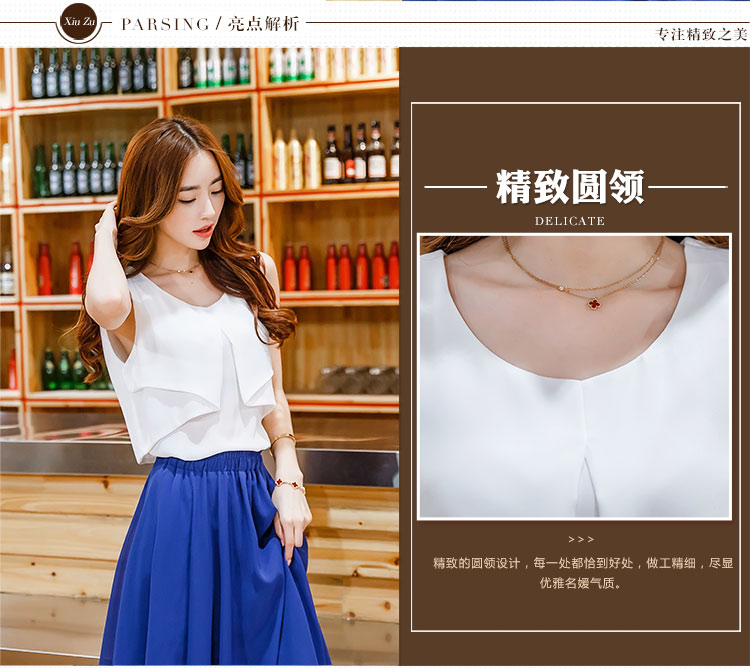 Xiu Zu
PARSING / 亮点解析
专注精致之美
精致圆领
DELICATE
>>>
精致的圆领设计，每一处都恰到好处，做工精细，尽显
优雅名媛气质。